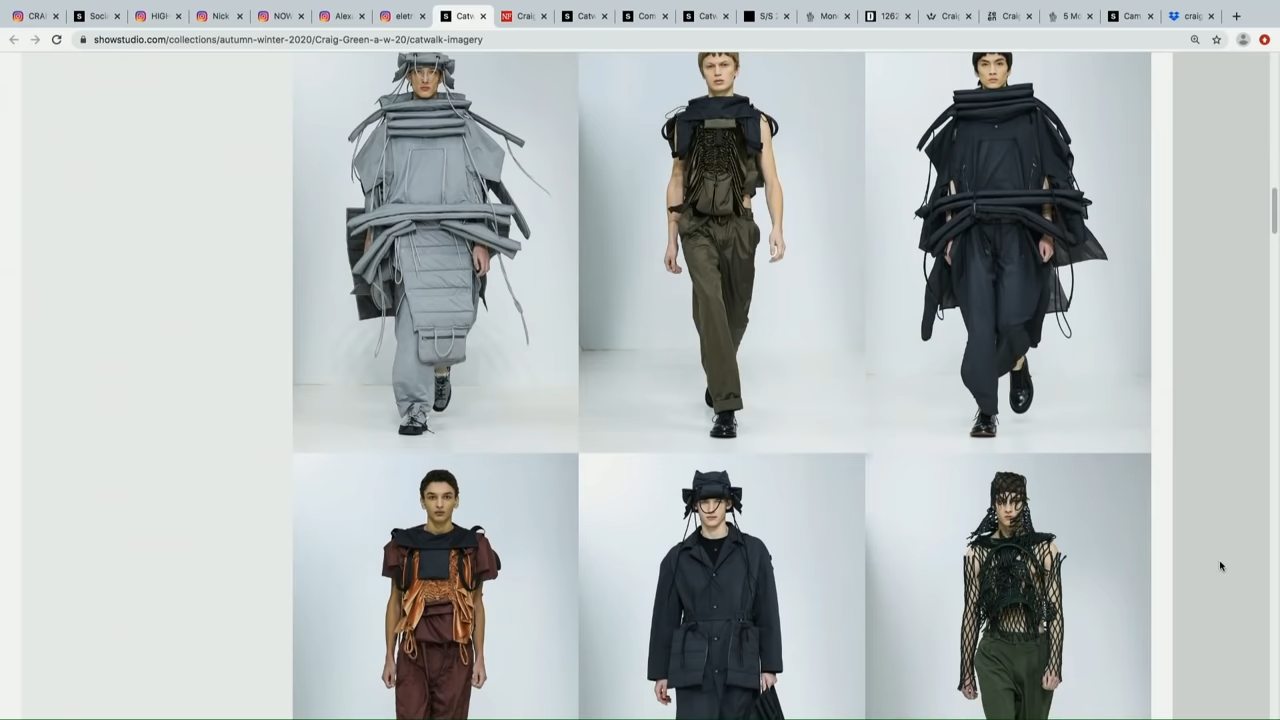 CRA
Soci
HIGH
Nick
NOW
Alexa
eletr
Catw
Craig
Catw
Com
Catw
S/S
Mon
1262
Craig
Craig
5 Mo
Cam
craig
showstudio.com/collections/autumn-winter-2020/Craig-Green-a-w-20/catwalk-imagery